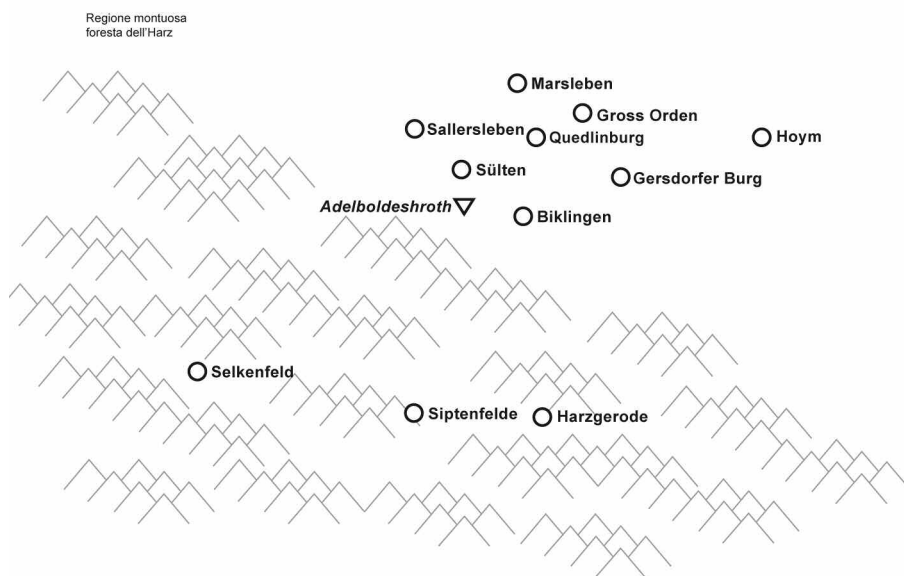 Regione montuosa
foresta dell'Harz
Marsleben
Gross Orden
Sallersleben
Quedlinburg
Hoym
Sülten
Gersdorfer Burg
Adelboldeshroth
Biklingen
Selkenfeld
Siptenfelde
Harzgerode